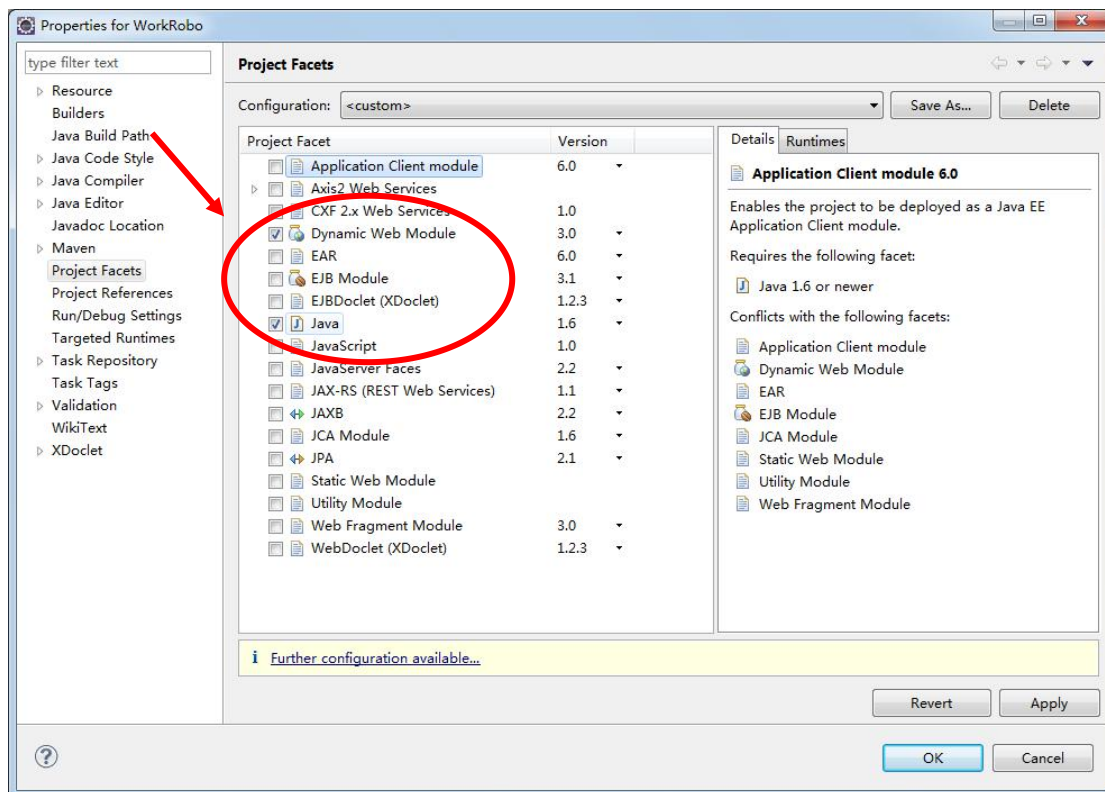 Properties for WorkRobo
type filter text
Resource
Builders
Java Build Path
Java Code Style
Java Compiler
Java Editor
Javadoc Location
Maven
Project Facets
Project References
Run/Debug Settings
Targeted Runtimes
Task Repository
Task Tags
Validation
WikiText
XDoclet
Project Facets
Configuration: <custom> Save As... Delete
Project Facet Version
Application Client module 6.0
Axis2 Web Services
CXF 2.x Web Services 1.0
Dynamic Web Module 3.0
EAR 6.0
EJB Module 3.1
EJBDoclet (XDoclet) 1.2.3
Java 1.6
JavaScript 1.0
JavaServer Faces 2.2
JAX-RS (REST Web Services) 1.1
JAXB 2.2
JCA Module 1.6
JPA 2.1
Static Web Module
Utility Module
Web Fragment Module 3.0
WebDoclet (XDoclet) 1.2.3
Details Runtimes
Application Client module 6.0
Enables the project to be deployed as a Java EE
Application Client module.
Requires the following facet:
Java 1.6 or newer
Conflicts with the following facets:
Application Client module
Dynamic Web Module
EAR
EJB Module
JCA Module
Static Web Module
Utility Module
Web Fragment Module
i Further configuration available...
Revert Apply
? OK Cancel